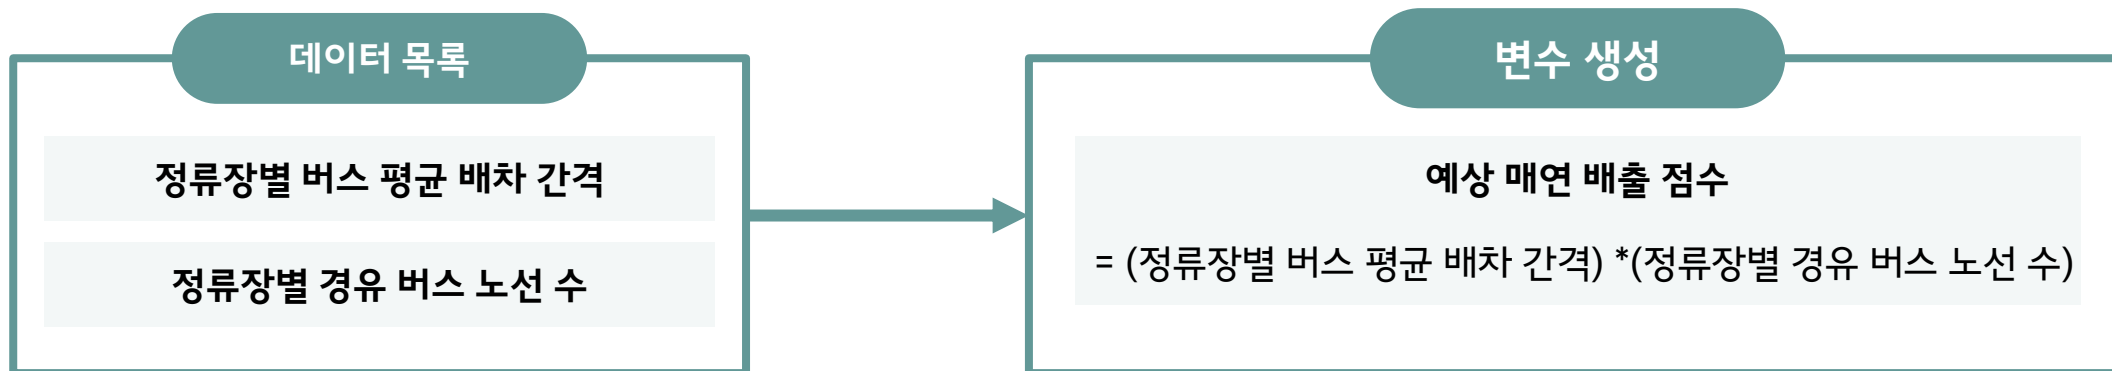 데이터 목록
정류장별 버스 평균 배차 간격
정류장별 경유 버스 노선 수
변수 생성
예상 매연 배출 점수
= (정류장별 버스 평균 배차 간격) *(정류장별 경유 버스 노선 수)